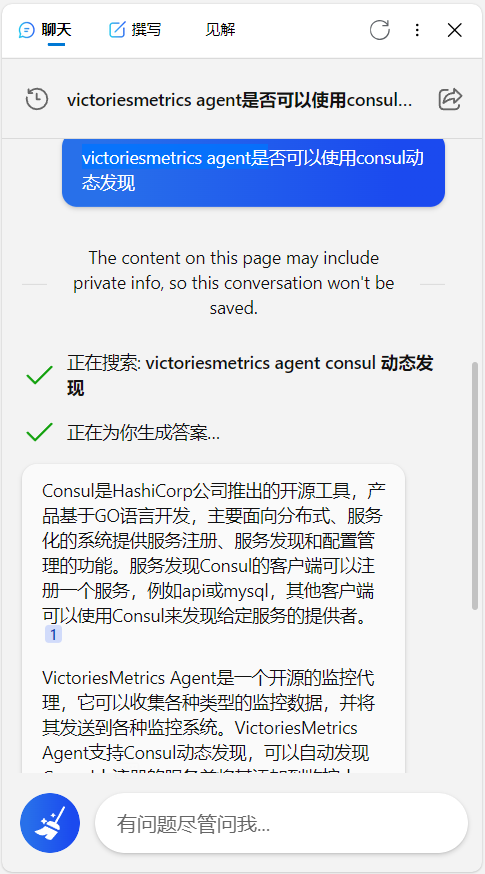 聊天 撰写 见解
victoriesmetrics agent是否可以使用consul...
victoriesmetrics agent是否可以使用consul动
态发现
The content on this page may include
private info, so this conversation won't be
saved.
正在搜索: victoriesmetrics agent consul 动态发
现
正在为你生成答案...
Consul是HashiCorp公司推出的开源工具，产
品基于GO语言开发，主要面向分布式、服务
化的系统提供服务注册、服务发现和配置管
理的功能。服务发现Consul的客户端可以注
册一个服务，例如api或mysql，其他客户端
可以使用Consul来发现给定服务的提供者。
1
VictoriesMetrics Agent是一个开源的监控代
理，它可以收集各种类型的监控数据，并将
其发送到各种监控系统。VictoriesMetrics
Agent支持Consul动态发现，可以自动发现
有问题尽管问我...